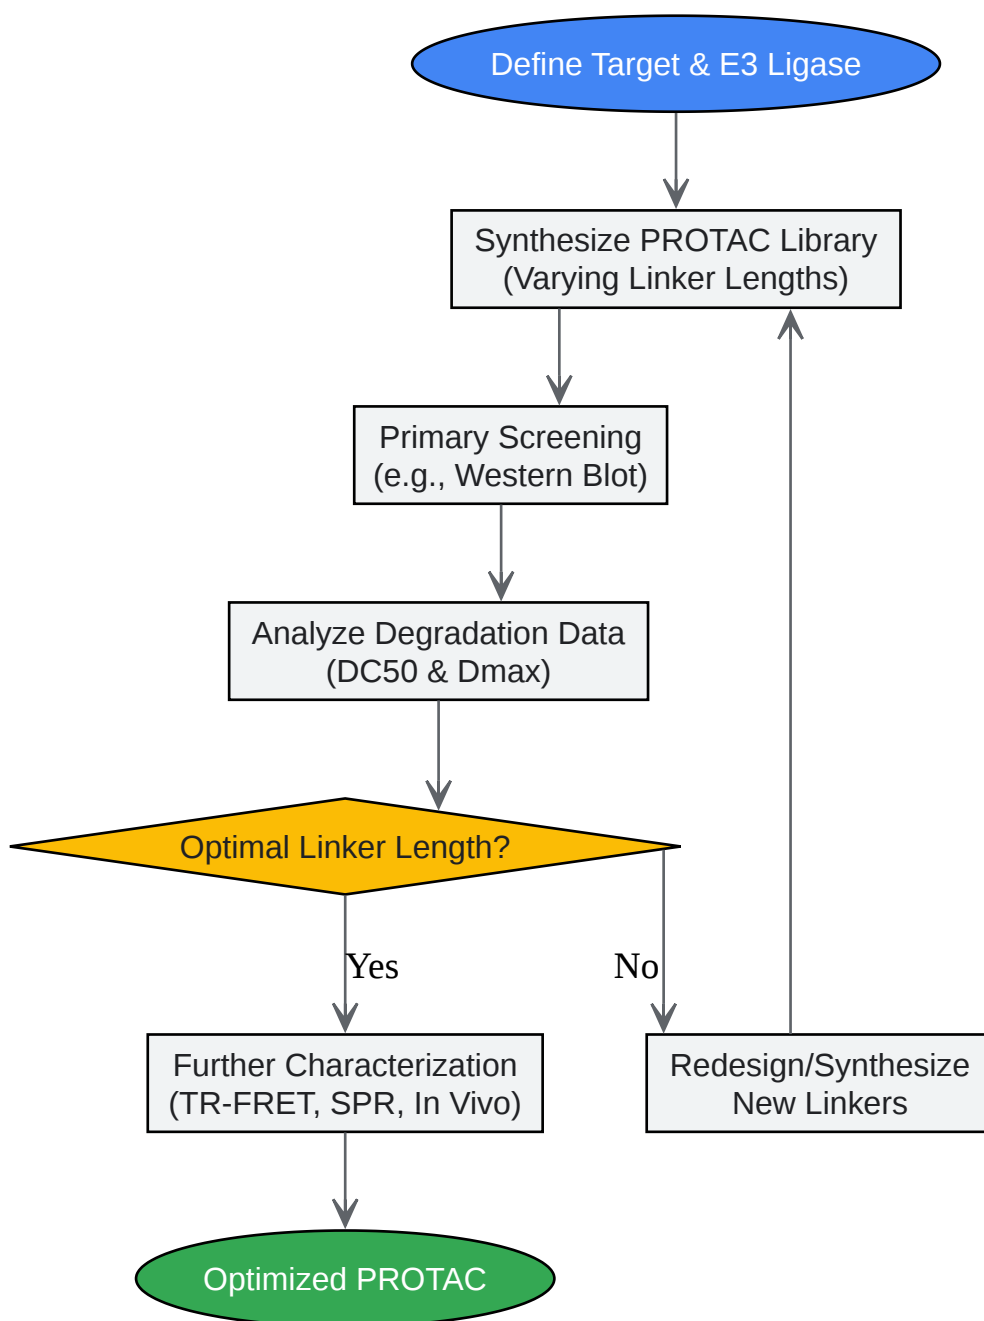 Define Target & E3 Ligase
Synthesize PROTAC Library
(Varying Linker Lengths)
Primary Screening
(e.g., Western Blot)
Analyze Degradation Data
(DC50 & Dmax)
Optimal Linker Length?
Yes
No
Further Characterization
(TR-FRET, SPR, In Vivo)
Redesign/Synthesize
New Linkers
Optimized PROTAC